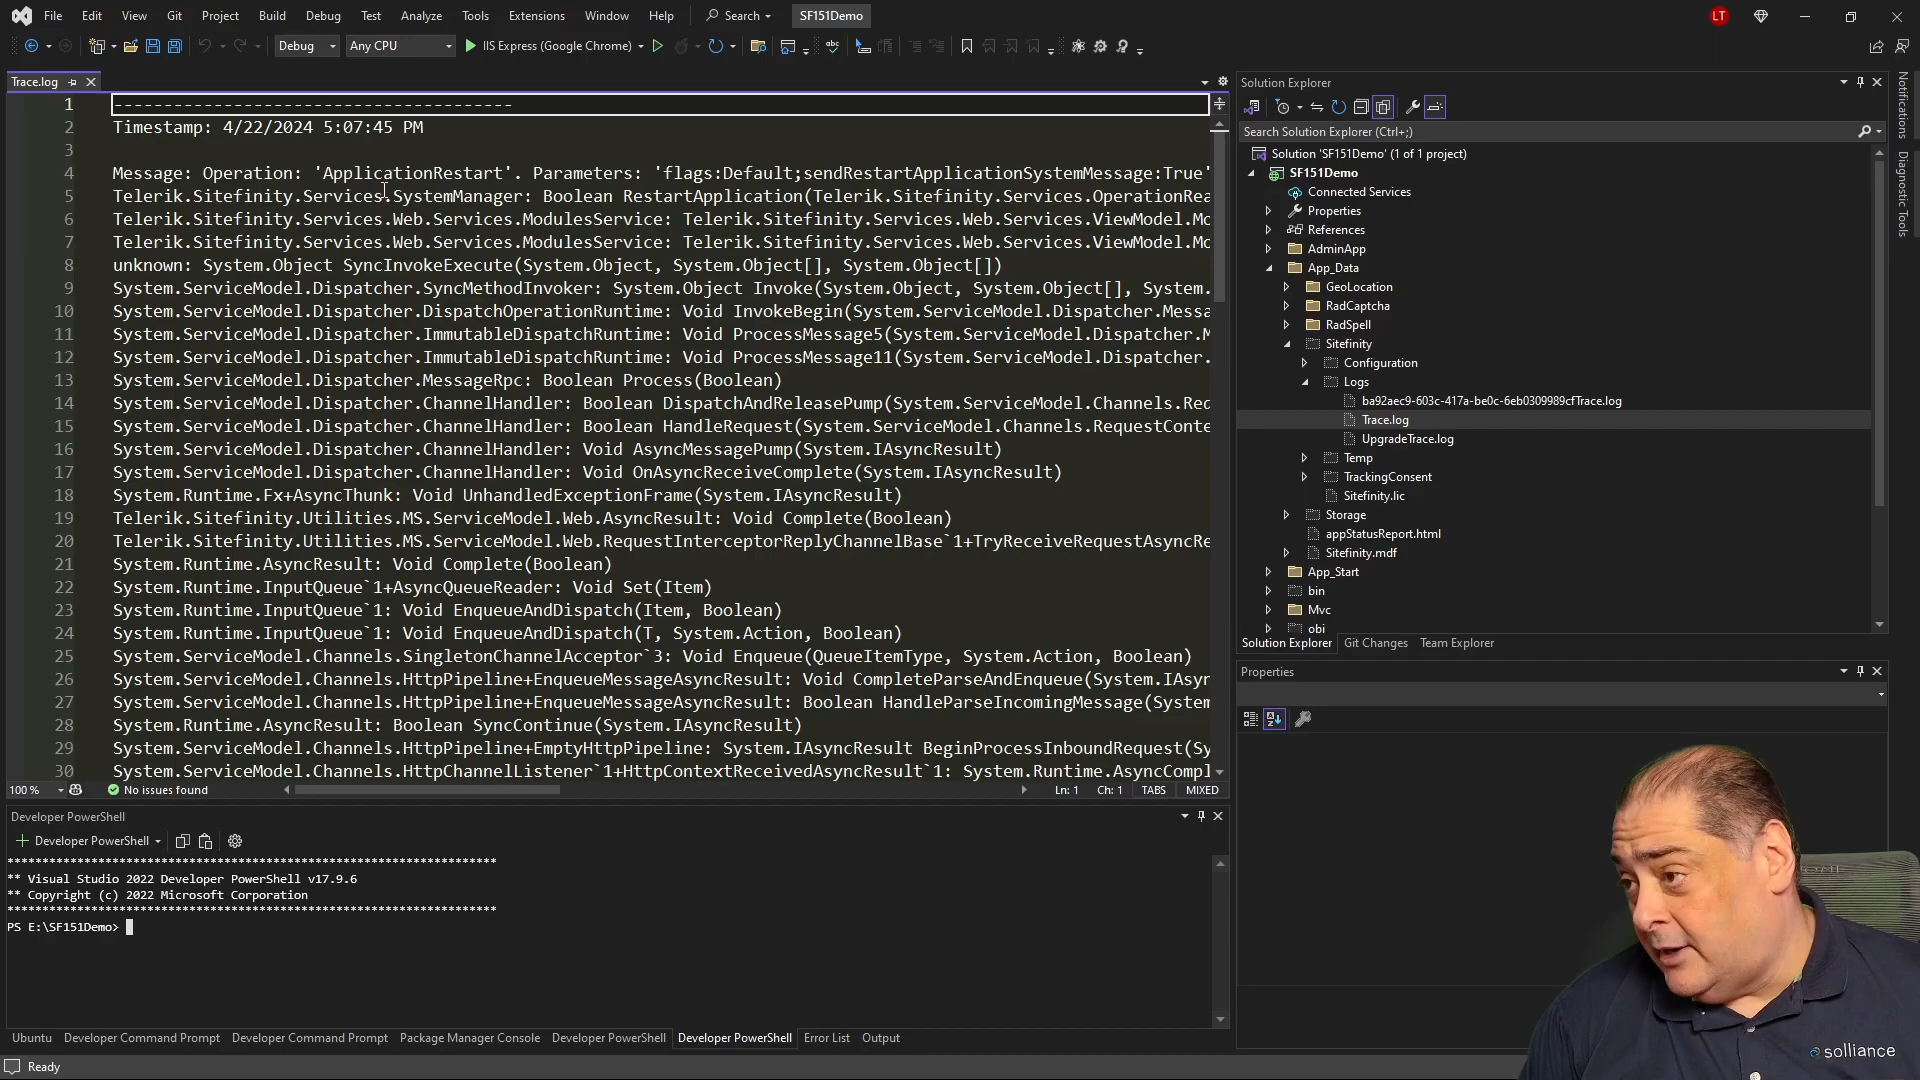 File Edit View Git Project Build Debug Test Analyze Tools Extensions Window Help Search SF151Demo LT
Debug Any CPU IIS Express (Google Chrome)
Trace.log
1 ----------------------------------------
2 Timestamp: 4/22/2024 5:07:45 PM
3
4 Message: Operation: 'ApplicationRestart'. Parameters: 'flags:Default;sendRestartApplicationSystemMessage:True'
5 Telerik.Sitefinity.Services.SystemManager: Boolean RestartApplication(Telerik.Sitefinity.Services.OperationRea
6 Telerik.Sitefinity.Services.Web.Services.ModulesService: Telerik.Sitefinity.Services.Web.Services.ViewModel.Mo
7 Telerik.Sitefinity.Services.Web.Services.ModulesService: Telerik.Sitefinity.Services.Web.Services.ViewModel.Mo
8 unknown: System.Object SyncInvokeExecute(System.Object, System.Object[], System.Object[])
9 System.ServiceModel.Dispatcher.SyncMethodInvoker: System.Object Invoke(System.Object, System.Object[], System.
10 System.ServiceModel.Dispatcher.DispatchOperationRuntime: Void InvokeBegin(System.ServiceModel.Dispatcher.Messa
11 System.ServiceModel.Dispatcher.ImmutableDispatchRuntime: Void ProcessMessage5(System.ServiceModel.Dispatcher.M
12 System.ServiceModel.Dispatcher.ImmutableDispatchRuntime: Void ProcessMessage11(System.ServiceModel.Dispatcher.
13 System.ServiceModel.Dispatcher.MessageRpc: Boolean Process(Boolean)
14 System.ServiceModel.Dispatcher.ChannelHandler: Boolean DispatchAndReleasePump(System.ServiceModel.Channels.Req
15 System.ServiceModel.Dispatcher.ChannelHandler: Boolean HandleRequest(System.ServiceModel.Channels.RequestConte
16 System.ServiceModel.Dispatcher.ChannelHandler: Void AsyncMessagePump(System.IAsyncResult)
17 System.ServiceModel.Dispatcher.ChannelHandler: Void OnAsyncReceiveComplete(System.IAsyncResult)
18 System.Runtime.Fx+AsyncThunk: Void UnhandledExceptionFrame(System.IAsyncResult)
19 Telerik.Sitefinity.Utilities.MS.ServiceModel.Web.AsyncResult: Void Complete(Boolean)
20 Telerik.Sitefinity.Utilities.MS.ServiceModel.Web.RequestInterceptorReplyChannelBase`1+TryReceiveRequestAsyncRe
21 System.Runtime.AsyncResult: Void Complete(Boolean)
22 System.Runtime.InputQueue`1+AsyncQueueReader: Void Set(Item)
23 System.Runtime.InputQueue`1: Void EnqueueAndDispatch(Item, Boolean)
24 System.Runtime.InputQueue`1: Void EnqueueAndDispatch(T, System.Action, Boolean)
25 System.ServiceModel.Channels.SingletonChannelAcceptor`3: Void Enqueue(QueueItemType, System.Action, Boolean)
26 System.ServiceModel.Channels.HttpPipeline+EnqueueMessageAsyncResult: Void CompleteParseAndEnqueue(System.IAsyn
27 System.ServiceModel.Channels.HttpPipeline+EnqueueMessageAsyncResult: Boolean HandleParseIncomingMessage(System
28 System.Runtime.AsyncResult: Boolean SyncContinue(System.IAsyncResult)
29 System.ServiceModel.Channels.HttpPipeline+EmptyHttpPipeline: System.IAsyncResult BeginProcessInboundRequest(Sy
30 System.ServiceModel.Channels.HttpChannelListener`1+HttpContextReceivedAsyncResult`1: System.Runtime.AsyncCompl
100 % No issues found Ln: 1 Ch: 1 TABS MIXED
Developer PowerShell
Developer PowerShell
**********************************************************************
** Visual Studio 2022 Developer PowerShell v17.9.6
** Copyright (c) 2022 Microsoft Corporation
**********************************************************************
PS E:\SF151Demo>
Ubuntu Developer Command Prompt Developer Command Prompt Package Manager Console Developer PowerShell Developer PowerShell Error List Output
Ready
Solution Explorer
Search Solution Explorer (Ctrl+;)
Solution 'SF151Demo' (1 of 1 project)
SF151Demo
Connected Services
Properties
References
AdminApp
App_Data
GeoLocation
RadCaptcha
RadSpell
Sitefinity
Configuration
Logs
ba92aec9-603c-417a-be0c-6eb0309989cfTrace.log
Trace.log
UpgradeTrace.log
Temp
TrackingConsent
Sitefinity.lic
Storage
appStatusReport.html
Sitefinity.mdf
App_Start
bin
Mvc
obj
Solution Explorer Git Changes Team Explorer
Properties
Notifications
Diagnostic Tools
solliance